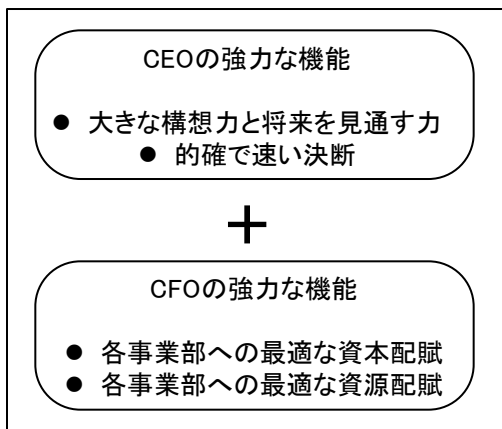 CEOの強力な機能
● 大きな構想力と将来を見通す力
● 的確で速い決断
＋
CFOの強力な機能
● 各事業部への最適な資本配賦
● 各事業部への最適な資源配賦